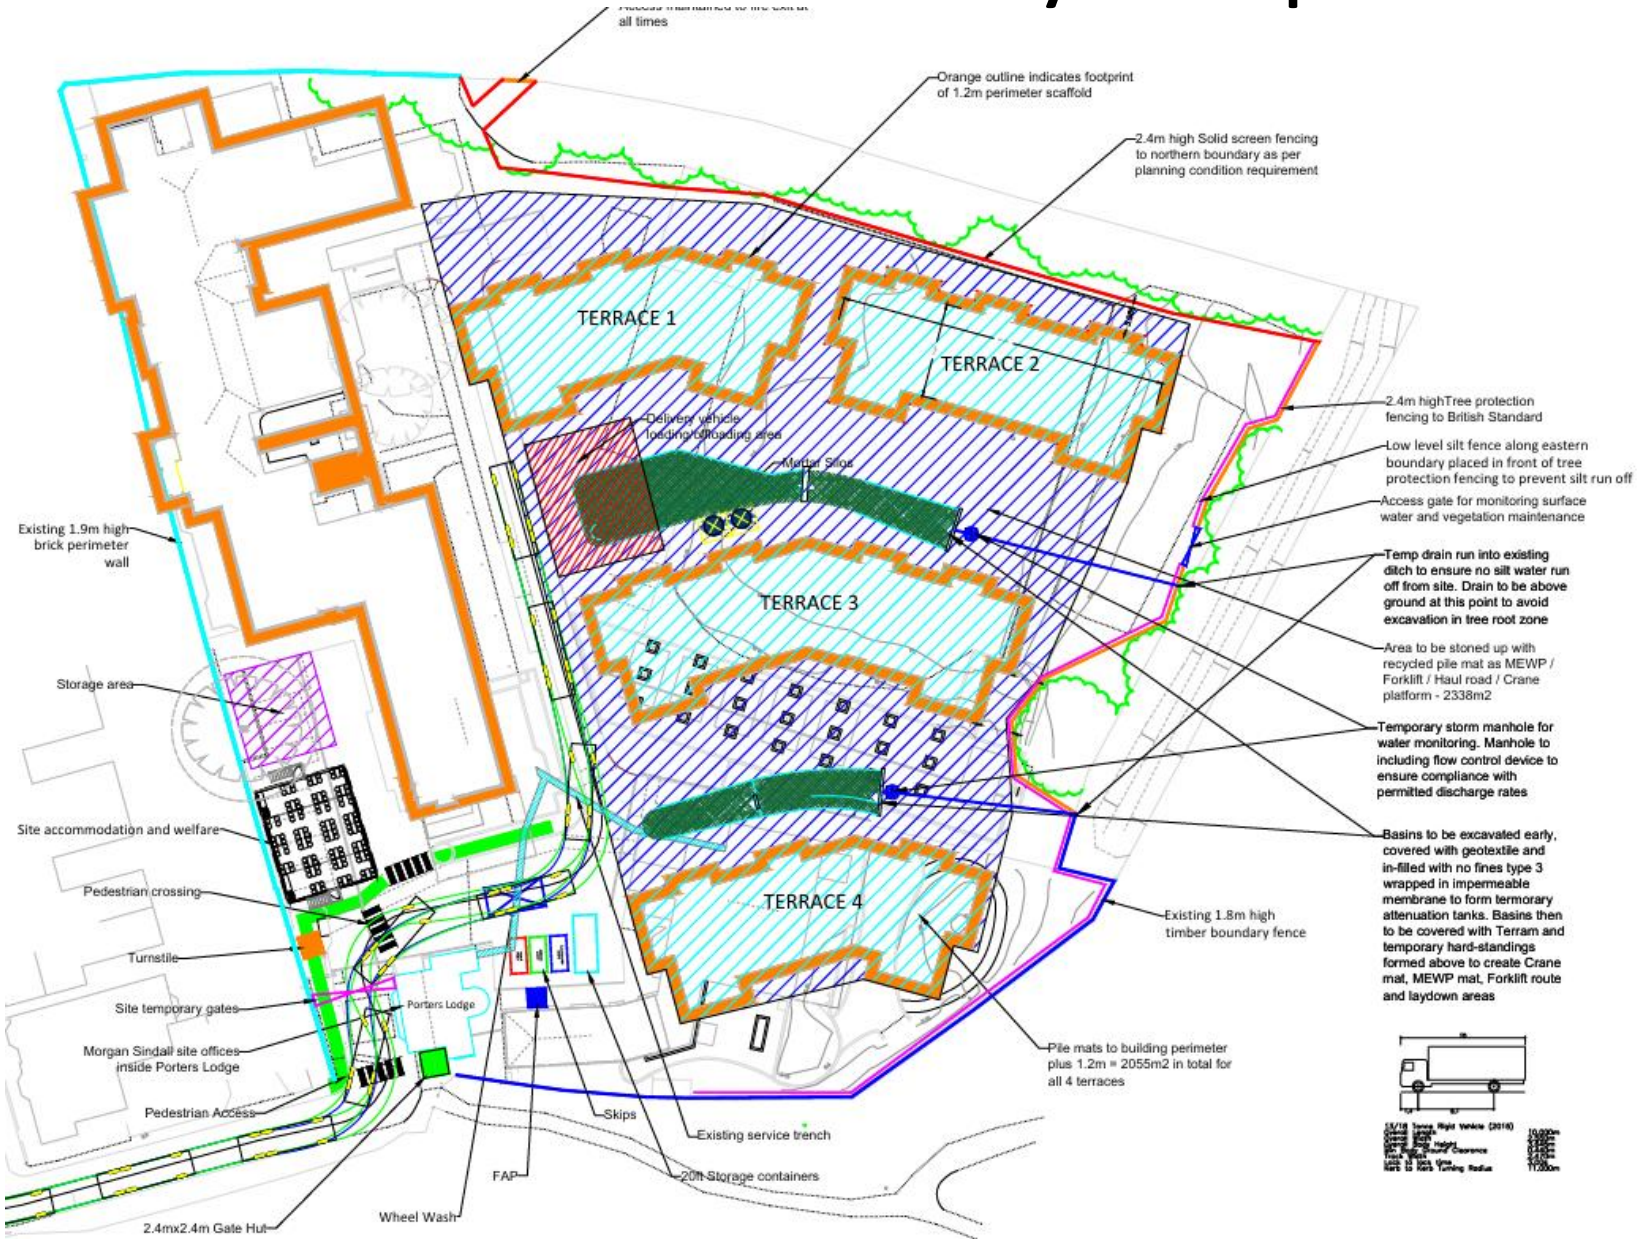 all times
Orange outline indicates footprint
of 1.2m perimeter scaffold
2.4m high Solid screen fencing
to northern boundary as per
planning condition requirement
TERRACE 1
TERRACE 2
2.4m highTree protection
fencing to British Standard
Delivery vehicle
loading/offloading area
Low level silt fence along eastern
boundary placed in front of tree
protection fencing to prevent silt run off
Mortar Silos
Access gate for monitoring surface
water and vegetation maintenance
Existing 1.9m high
brick perimeter
wall
Temp drain run into existing
ditch to ensure no silt water run
off from site. Drain to be above
ground at this point to avoid
excavation in tree root zone
TERRACE 3
Area to be stoned up with
recycled pile mat as MEWP /
Forklift / Haul road / Crane
platform - 2338m2
Storage area
Temporary storm manhole for
water monitoring. Manhole to
including flow control device to
ensure compliance with
permitted discharge rates
Site accommodation and welfare
Basins to be excavated early,
covered with geotextile and
in-filled with no fines type 3
wrapped in impermeable
membrane to form termorary
attenuation tanks. Basins then
to be covered with Terram and
temporary hard-standings
formed above to create Crane
mat, MEWP mat, Forklift route
and laydown areas
Pedestrian crossing
TERRACE 4
Existing 1.8m high
timber boundary fence
Turnstile
Site temporary gates
Porters Lodge
Morgan Sindall site offices
inside Porters Lodge
Pile mats to building perimeter
plus 1.2m = 2055m2 in total for
all 4 terraces
Pedestrian Access
Skips
Existing service trench
FAP
20ft Storage containers
Wheel Wash
2.4mx2.4m Gate Hut
Kerb to Kerb Turning Radius 11.000m